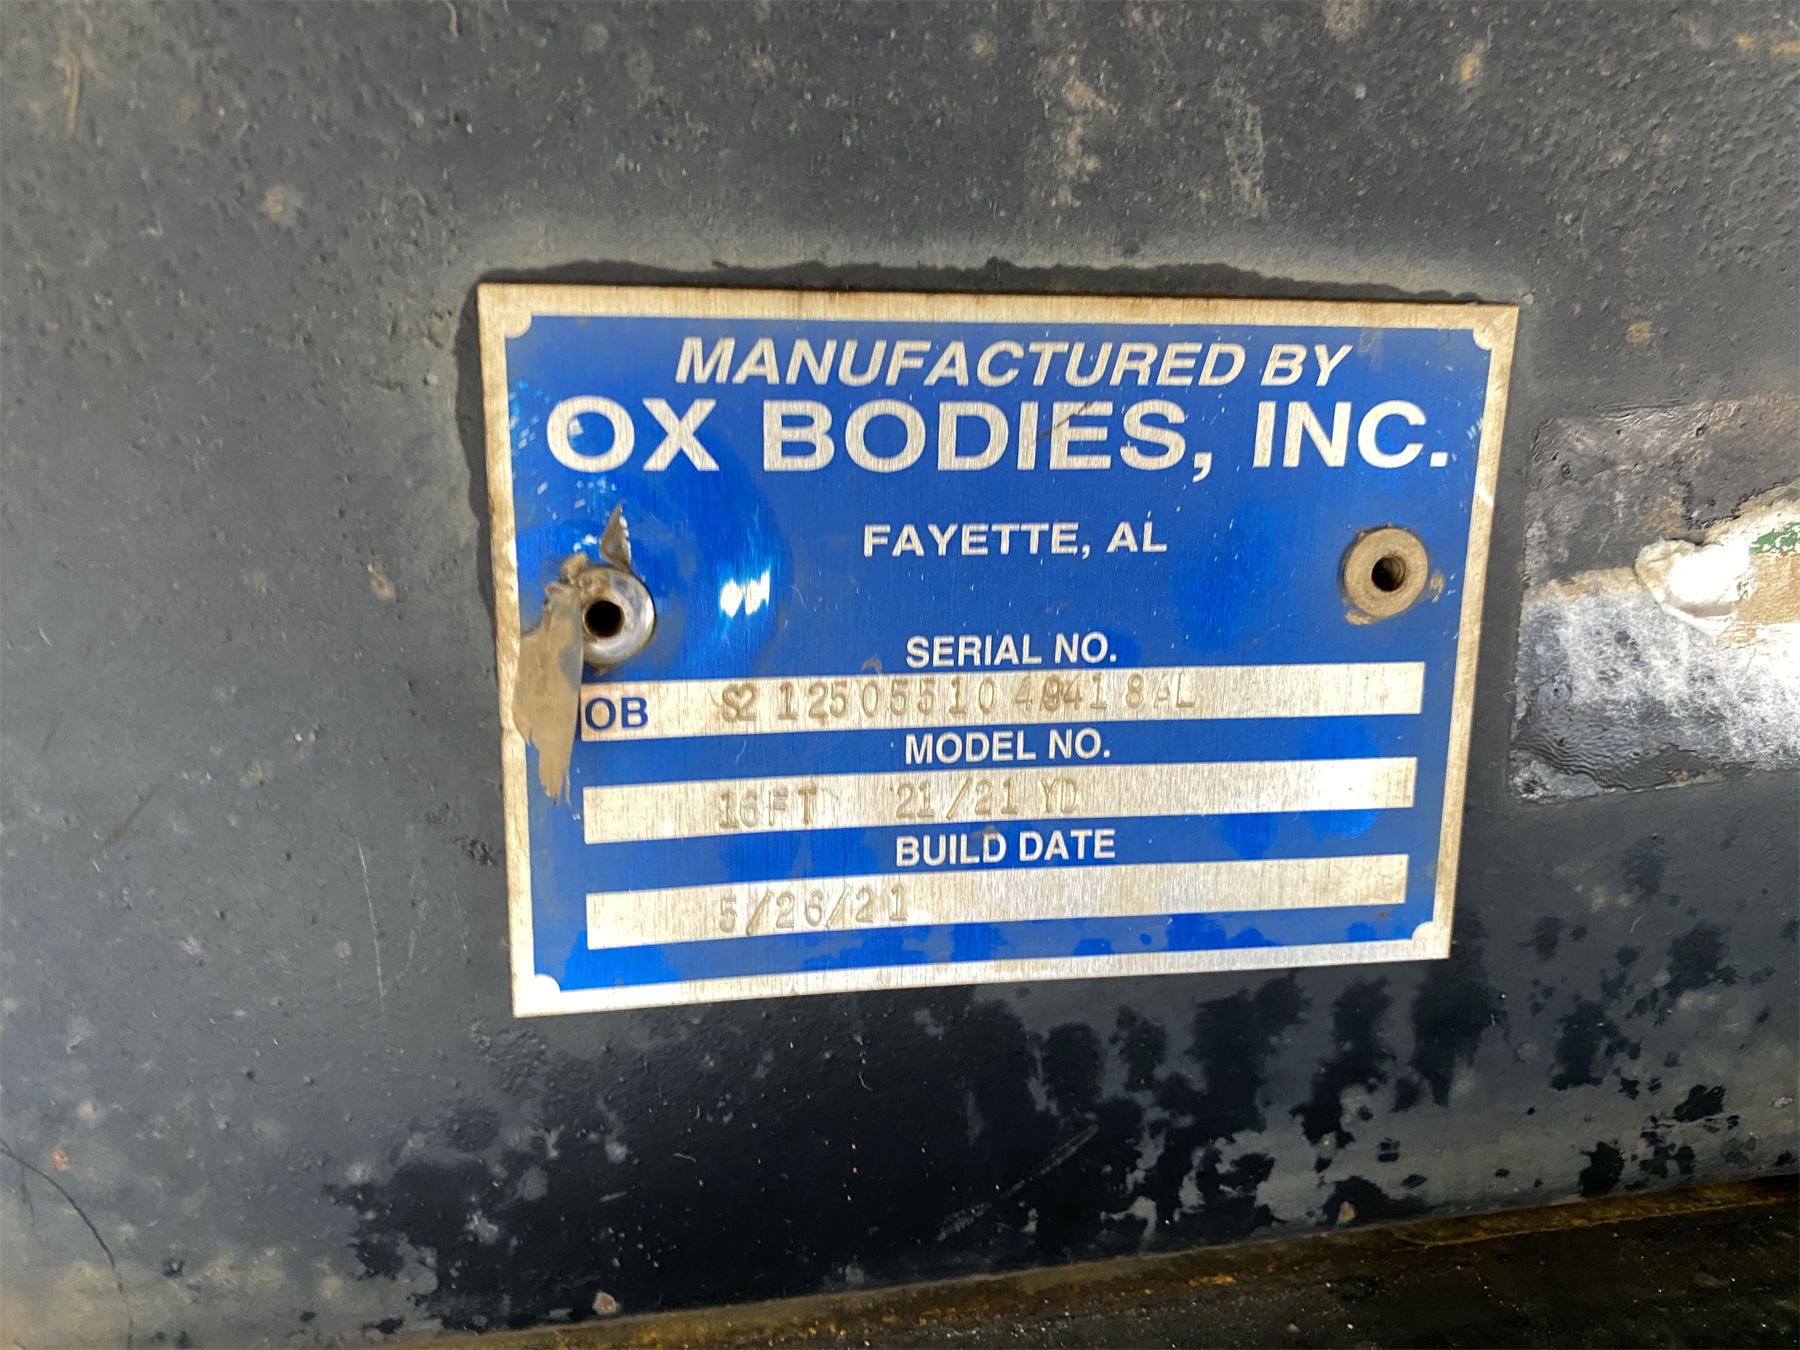 MANUFACTURED BY
OX BODIES, INC.
FAYETTE, AL
SERIAL NO.
OB
MODEL NO.
16FT 21/21 YD
BUILD DATE
5/26/21